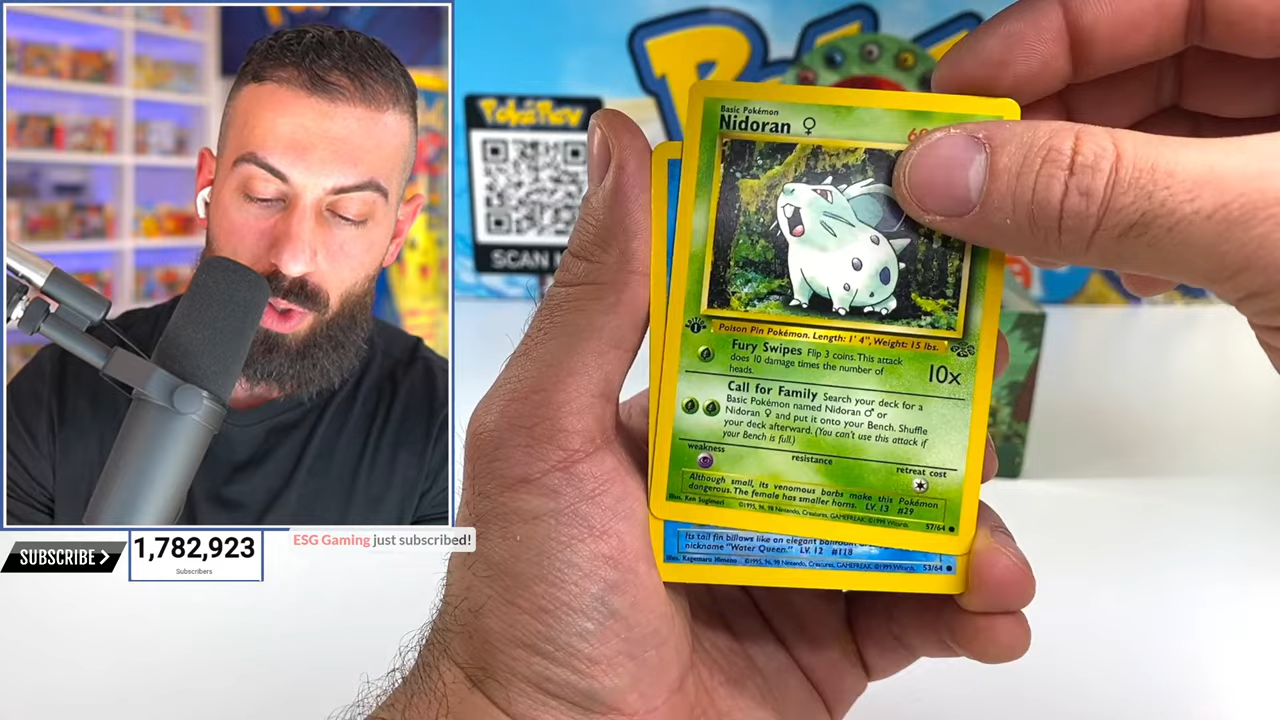 PokéRev
SCAN
SUBSCRIBE >
1,782,923
Subscribers
ESG Gaming just subscribed!
Basic Pokémon
Nidoran ♀
Poison Pin Pokémon. Length: 1' 4", Weight: 15 lbs.
Fury Swipes Flip 3 coins. This attack
does 10 damage times the number of
heads.
10x
Call for Family Search your deck for a
Basic Pokémon named Nidoran ♂ or
Nidoran ♀ and put it onto your Bench. Shuffle
your deck afterward. (You can't use this attack if
your Bench is full.)
weakness
resistance
retreat cost
Although small, its venomous barbs make this Pokémon
dangerous. The female has smaller horns. LV. 13 #29
Illus. Ken Sugimori ©1995, 96, 98 Nintendo, Creatures, GAMEFREAK. ©1999 Wizards. 57/64
Its tail fin billows like an elegant ballroom
nickname "Water Queen." LV. 12 #118
Illus. Kagemaru Himeno ©1995, 96, 98 Nintendo, Creatures, GAMEFREAK. ©1999 Wizards. 53/64